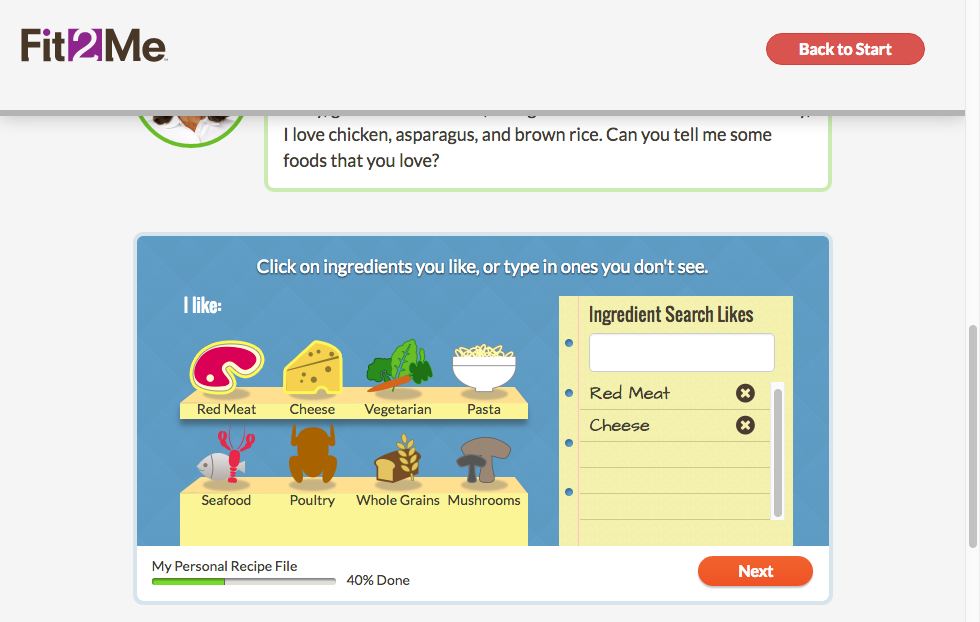 Fit2Me
Back to Start
I love chicken, asparagus, and brown rice. Can you tell me some
foods that you love?
Click on ingredients you like, or type in ones you don't see.
I like:
Red Meat Cheese Vegetarian Pasta
Seafood Poultry Whole Grains Mushrooms
Ingredient Search Likes
Red Meat
Cheese
My Personal Recipe File
40% Done
Next